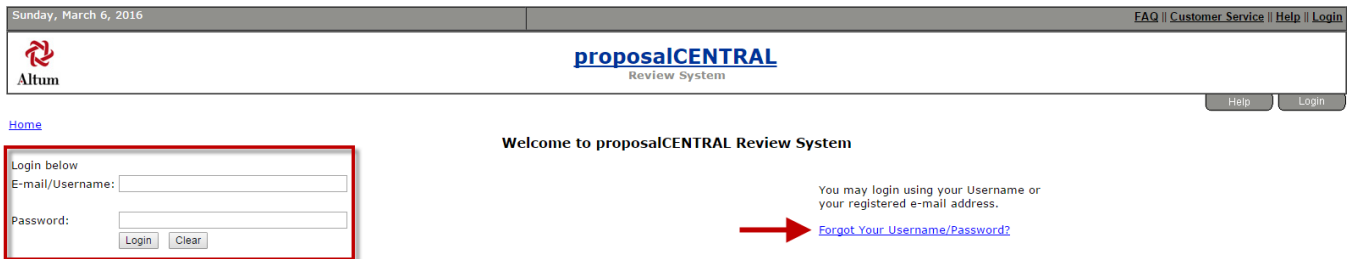 Sunday, March 6, 2016
FAQ || Customer Service || Help || Login
Altum
proposalCENTRAL
Review System
Help
Login
Home
Welcome to proposalCENTRAL Review System
Login below
E-mail/Username:
Password:
Login
Clear
You may login using your Username or
your registered e-mail address.
Forgot Your Username/Password?